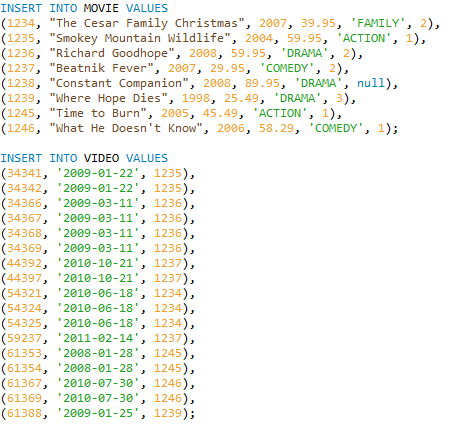 INSERT INTO MOVIE VALUES
(1234, "The Cesar Family Christmas", 2007, 39.95, 'FAMILY', 2),
(1235, "Smokey Mountain Wildlife", 2004, 59.95, 'ACTION', 1),
(1236, "Richard Goodhope", 2008, 59.95, 'DRAMA', 2),
(1237, "Beatnik Fever", 2007, 29.95, 'COMEDY', 2),
(1238, "Constant Companion", 2008, 89.95, 'DRAMA', null),
(1239, "Where Hope Dies", 1998, 25.49, 'DRAMA', 3),
(1245, "Time to Burn", 2005, 45.49, 'ACTION', 1),
(1246, "What He Doesn't Know", 2006, 58.29, 'COMEDY', 1);
INSERT INTO VIDEO VALUES
(34341, '2009-01-22', 1235),
(34342, '2009-01-22', 1235),
(34366, '2009-03-11', 1236),
(34367, '2009-03-11', 1236),
(34368, '2009-03-11', 1236),
(34369, '2009-03-11', 1236),
(44392, '2010-10-21', 1237),
(44397, '2010-10-21', 1237),
(54321, '2010-06-18', 1234),
(54324, '2010-06-18', 1234),
(54325, '2010-06-18', 1234),
(59237, '2011-02-14', 1237),
(61353, '2008-01-28', 1245),
(61354, '2008-01-28', 1245),
(61367, '2010-07-30', 1246),
(61369, '2010-07-30', 1246),
(61388, '2009-01-25', 1239);